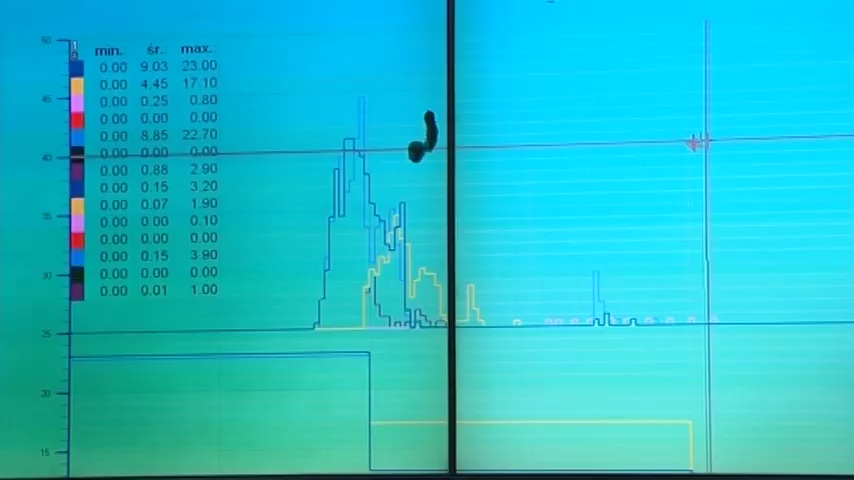 min. śr. max.
0.00 9.03 23.00
0.00 4.45 17.10
0.00 0.25 0.80
0.00 0.00 0.00
0.00 8.85 22.70
0.00 0.00 0.00
0.00 0.88 2.90
0.00 0.15 3.20
0.00 0.07 1.90
0.00 0.00 0.10
0.00 0.00 0.00
0.00 0.15 3.90
0.00 0.00 0.00
0.00 0.01 1.00
50
45
40
35
30
25
20
15